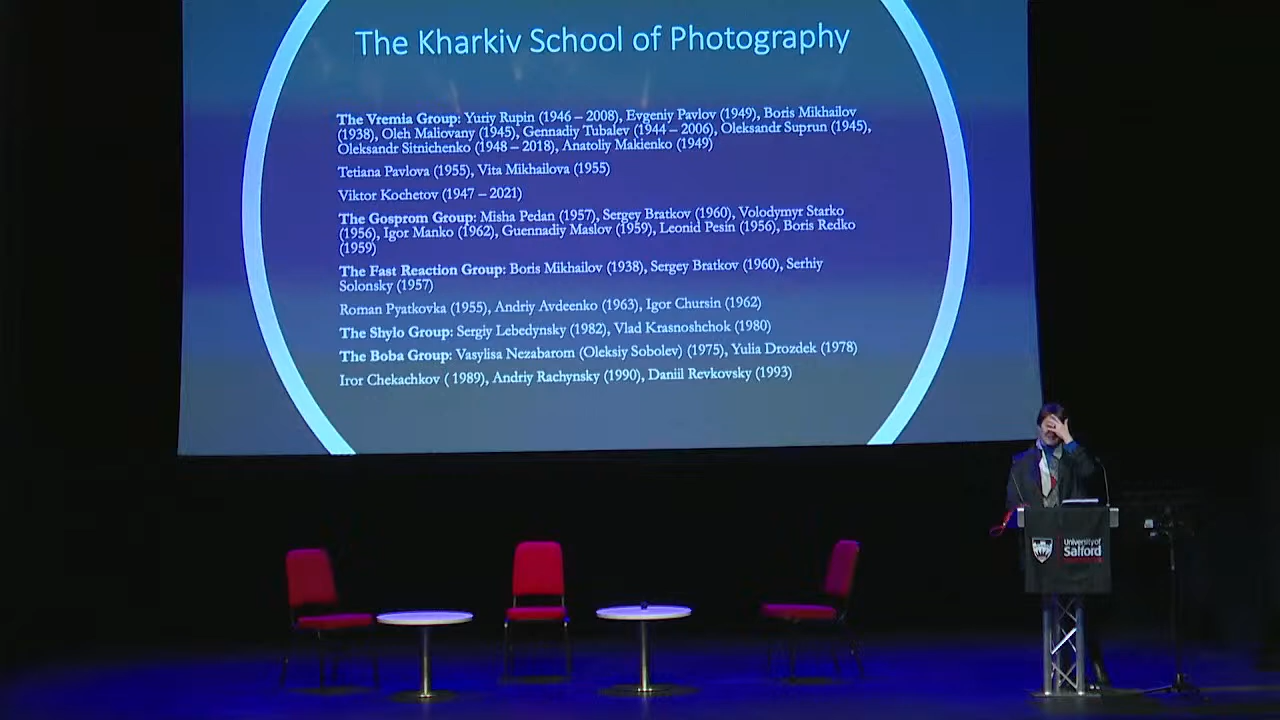 The Kharkiv School of Photography
The Vremia Group: Yuriy Rupin (1946 – 2008), Evgeniy Pavlov (1949), Boris Mikhailov
(1938), Oleh Maliovany (1945), Gennadiy Tubalev (1944 – 2006), Oleksandr Suprun (1945),
Oleksandr Sitnichenko (1948 – 2018), Anatoliy Makienko (1949)
Tetiana Pavlova (1955), Vita Mikhailova (1955)
Viktor Kochetov (1947 – 2021)
The Gosprom Group: Misha Pedan (1957), Sergey Bratkov (1960), Volodymyr Starko
(1956), Igor Manko (1962), Guennadiy Maslov (1959), Leonid Pesin (1956), Boris Redko
(1959)
The Fast Reaction Group: Boris Mikhailov (1938), Sergey Bratkov (1960), Serhiy
Solonsky (1957)
Roman Pyatkovka (1955), Andriy Avdeenko (1963), Igor Chursin (1962)
The Shylo Group: Sergiy Lebedynsky (1982), Vlad Krasnoshchok (1980)
The Boba Group: Vasylisa Nezabarom (Oleksiy Sobolev) (1975), Yulia Drozdek (1978)
Iror Chekachkov ( 1989), Andriy Rachynsky (1990), Daniil Revkovsky (1993)
University of
Salford